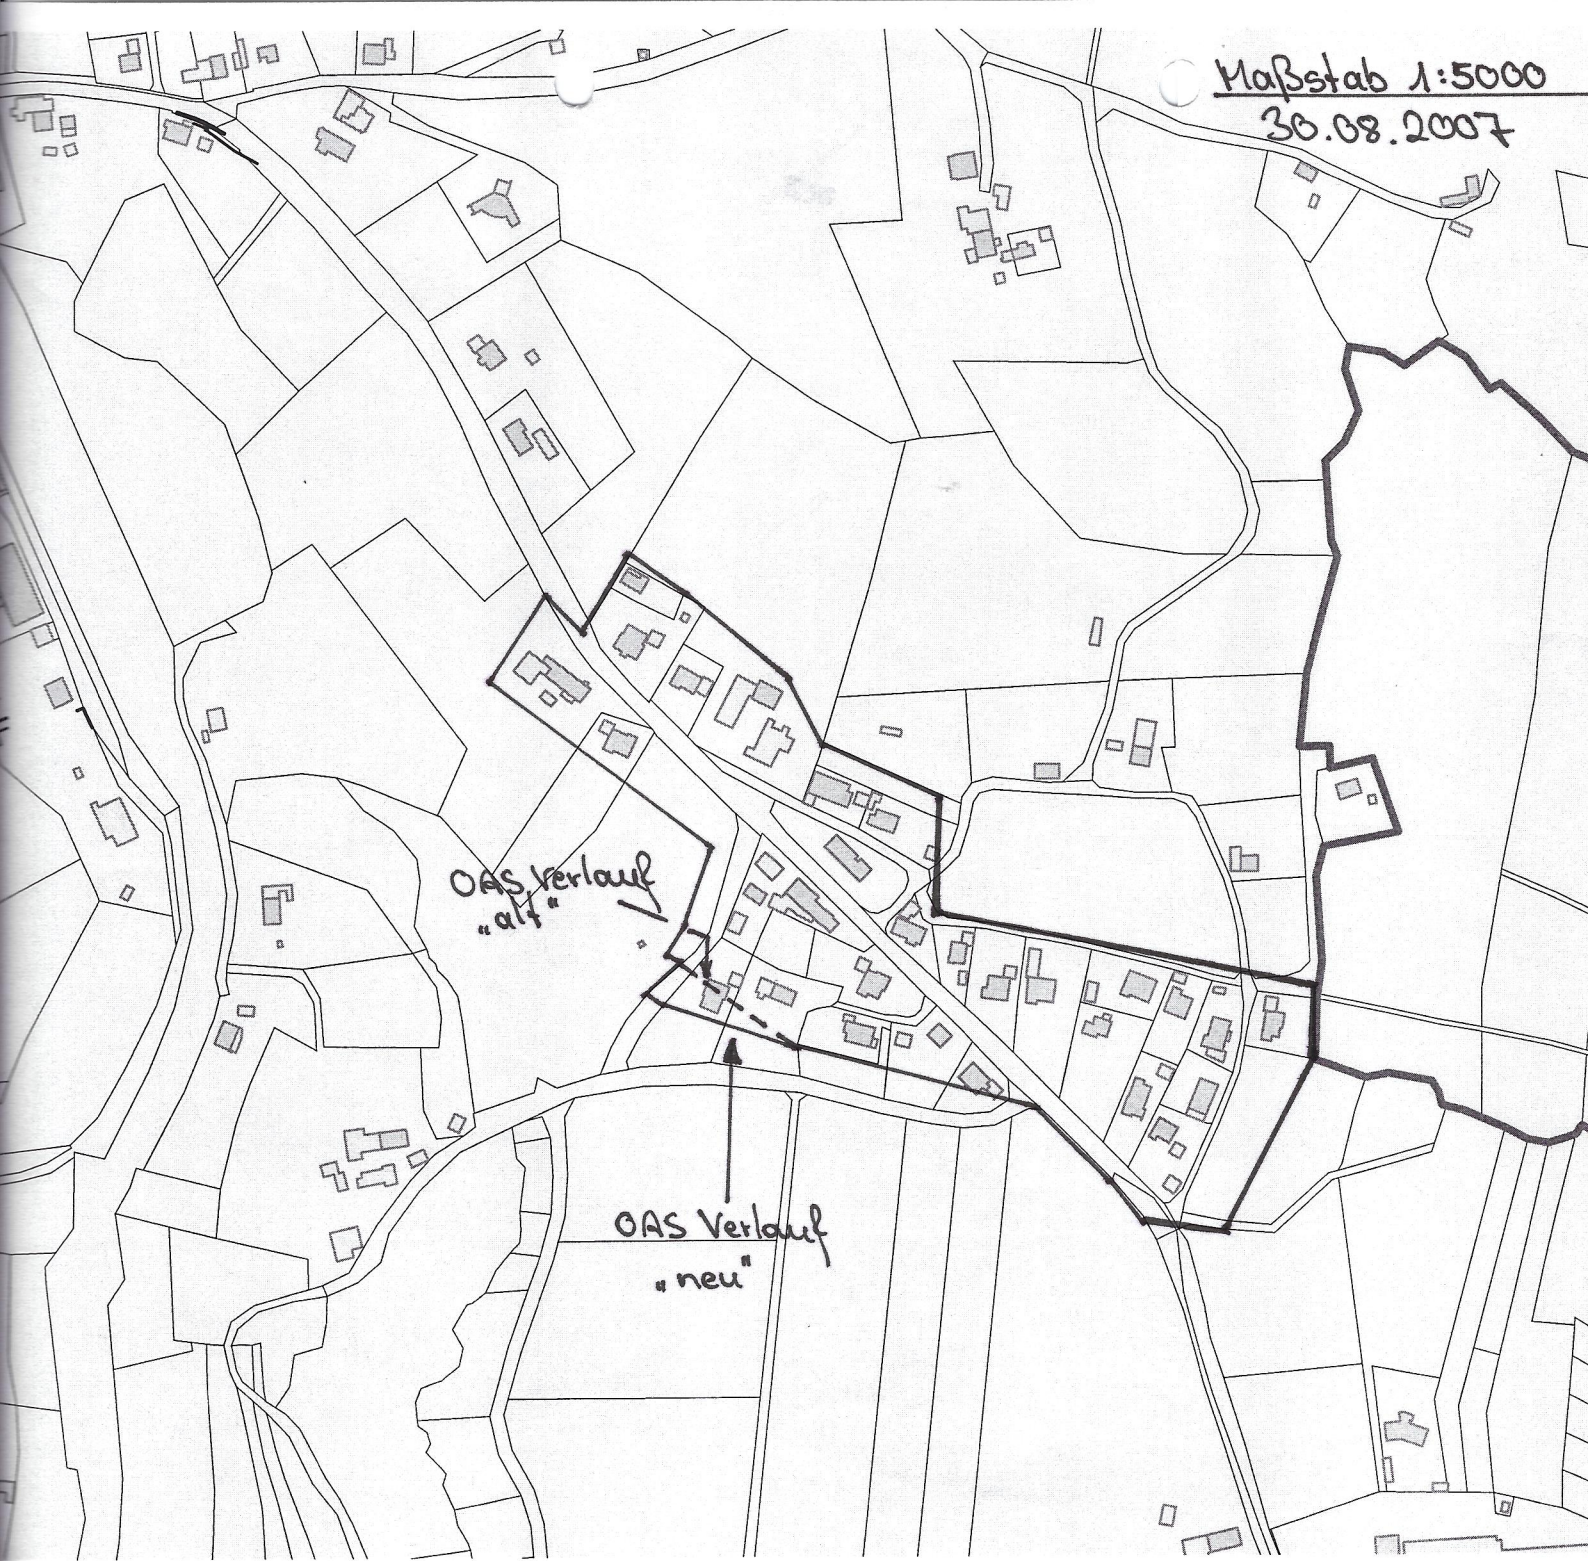 Maßstab 1:5000
30.08.2007
OAS Verlauf
„alt“
OAS Verlauf
„neu“